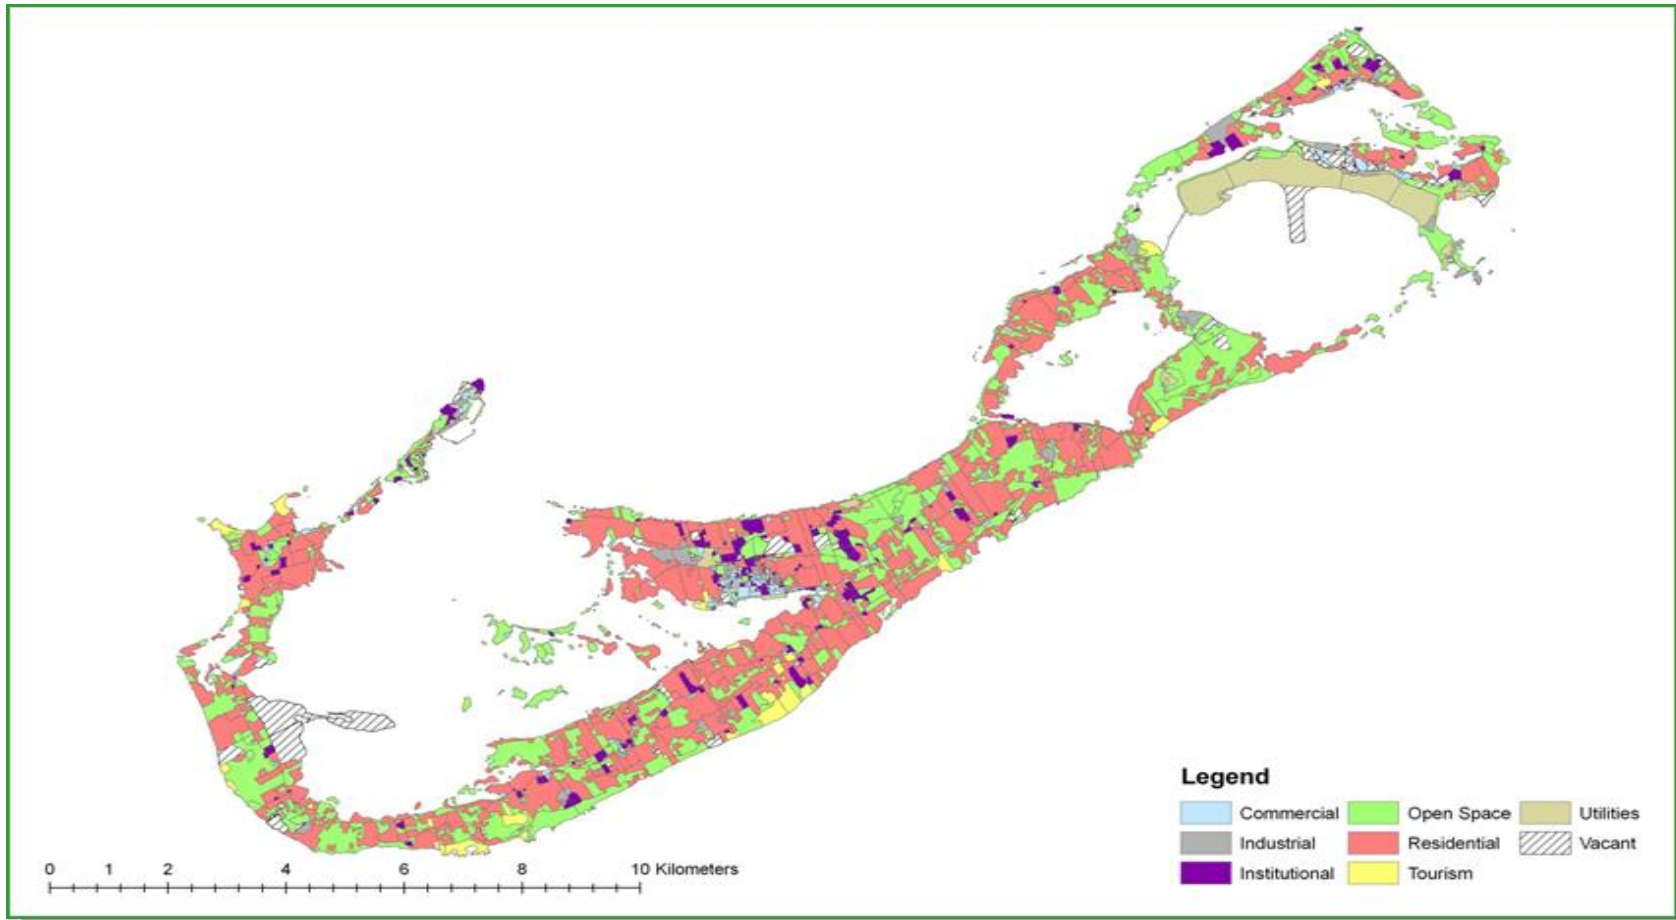 Legend
Commercial Open Space Utilities
Industrial Residential Vacant
Institutional Tourism
0 1 2 4 6 8 10 Kilometers